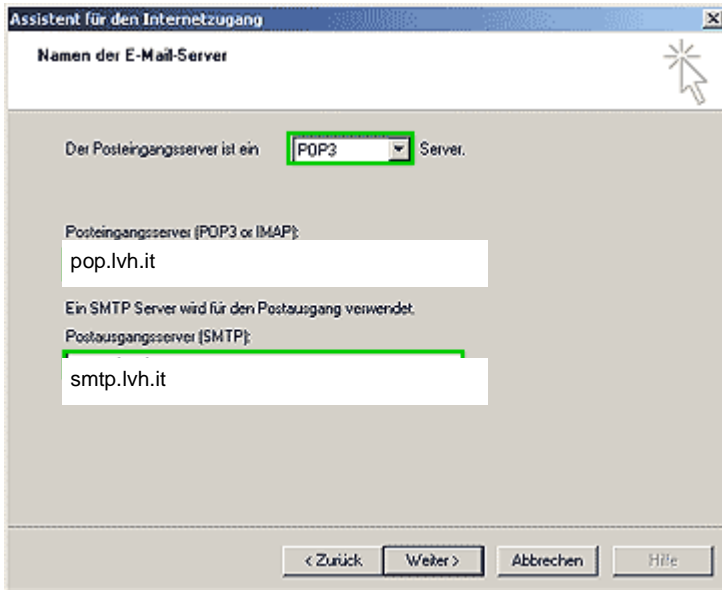 Assistent für den Internetzugang
Namen der E-Mail-Server
Der Posteingangsserver ist ein POP3 Server.
Posteingangsserver (POP3 or IMAP):
pop.lvh.it
Ein SMTP Server wird für den Postausgang verwendet.
Postausgangsserver (SMTP):
smtp.lvh.it
< Zurück Weiter > Abbrechen Hilfe